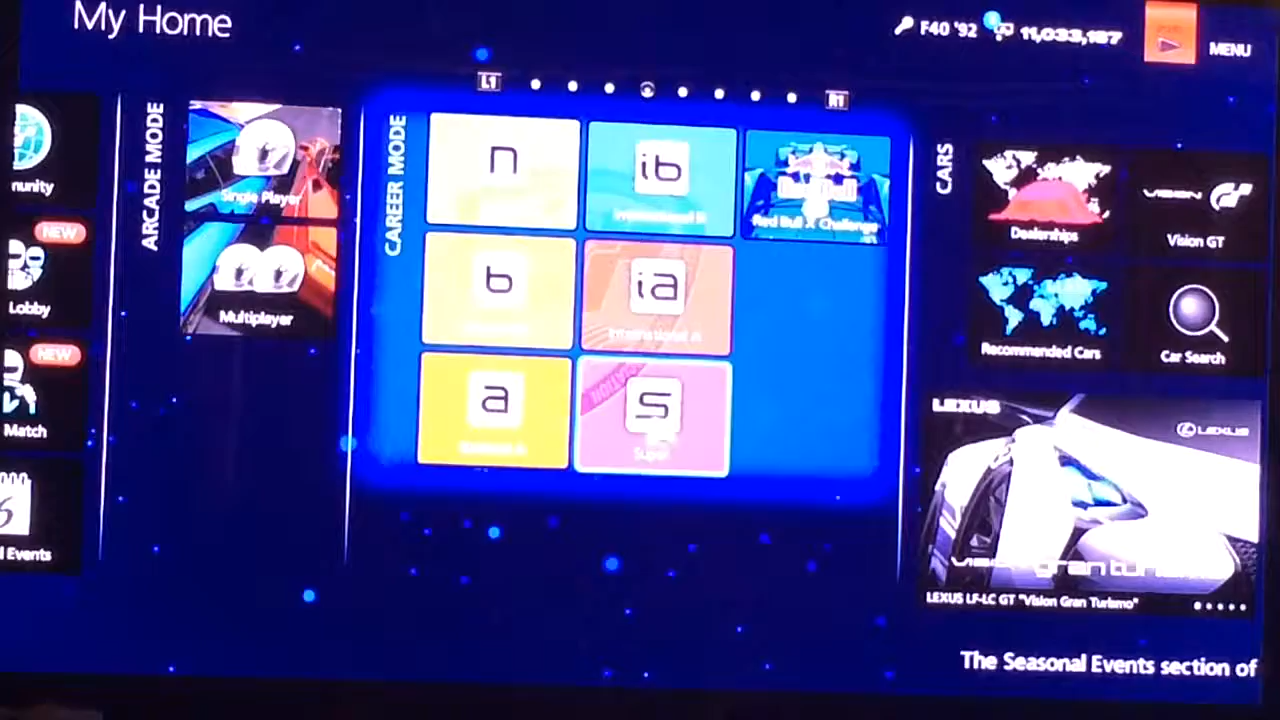 My Home
F40 '92
11,033,187
MENU
L1
R1
nunity
NEW
Lobby
NEW
Match
l Events
ARCADE MODE
Single Player
Multiplayer
CAREER MODE
n
ib
Red Bull X Challenge
b
ia
International A
a
S
Super
CARS
Dealerships
VISION GT
Vision GT
Recommended Cars
Car Search
LEXUS
LEXUS
LEXUS LF-LC GT "Vision Gran Turismo"
The Seasonal Events section of